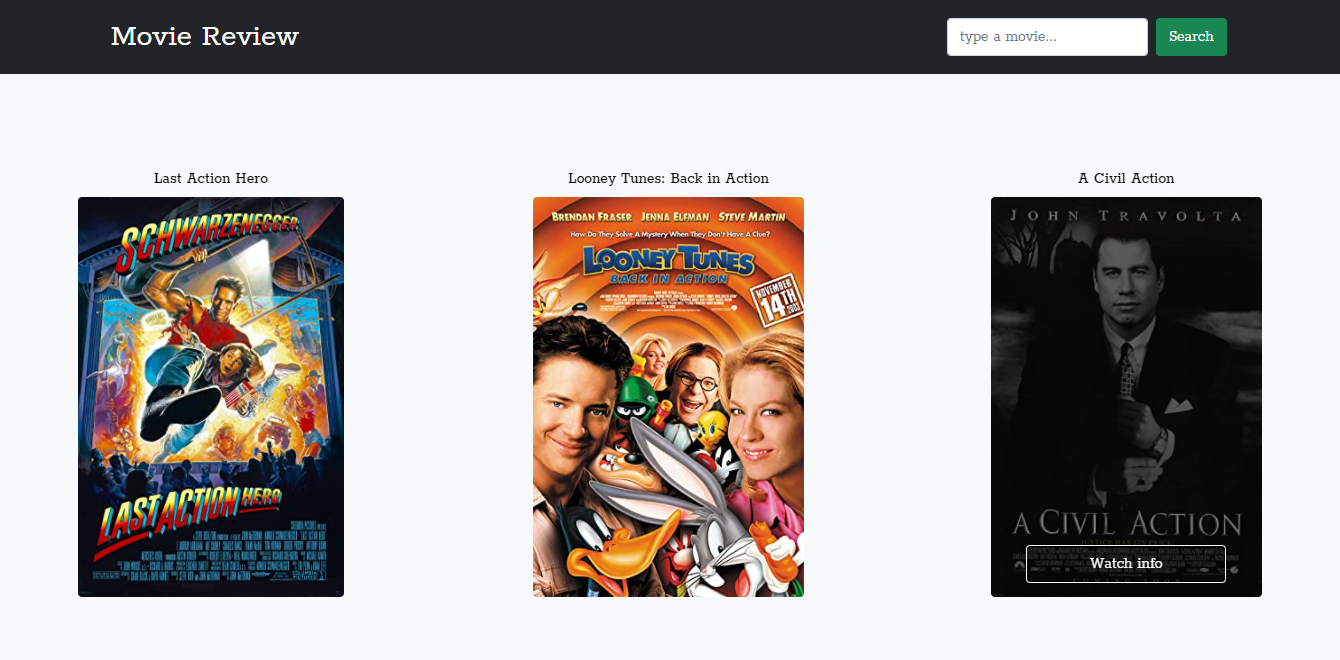 Movie Review
type a movie...
Search
Last Action Hero
Looney Tunes: Back in Action
A Civil Action
SCHWARZENEGGER
LAST ACTION HERO
BRENDAN FRASER JENNA ELFMAN STEVE MARTIN
How Do They Solve A Mystery When They Don't Have A Clue?
LOONEY TUNES
BACK IN ACTION
NOVEMBER
14TH
2003
JOHN TRAVOLTA
A CIVIL ACTION
JUSTICE HAS ITS PRICE
Watch info
COMING SOON